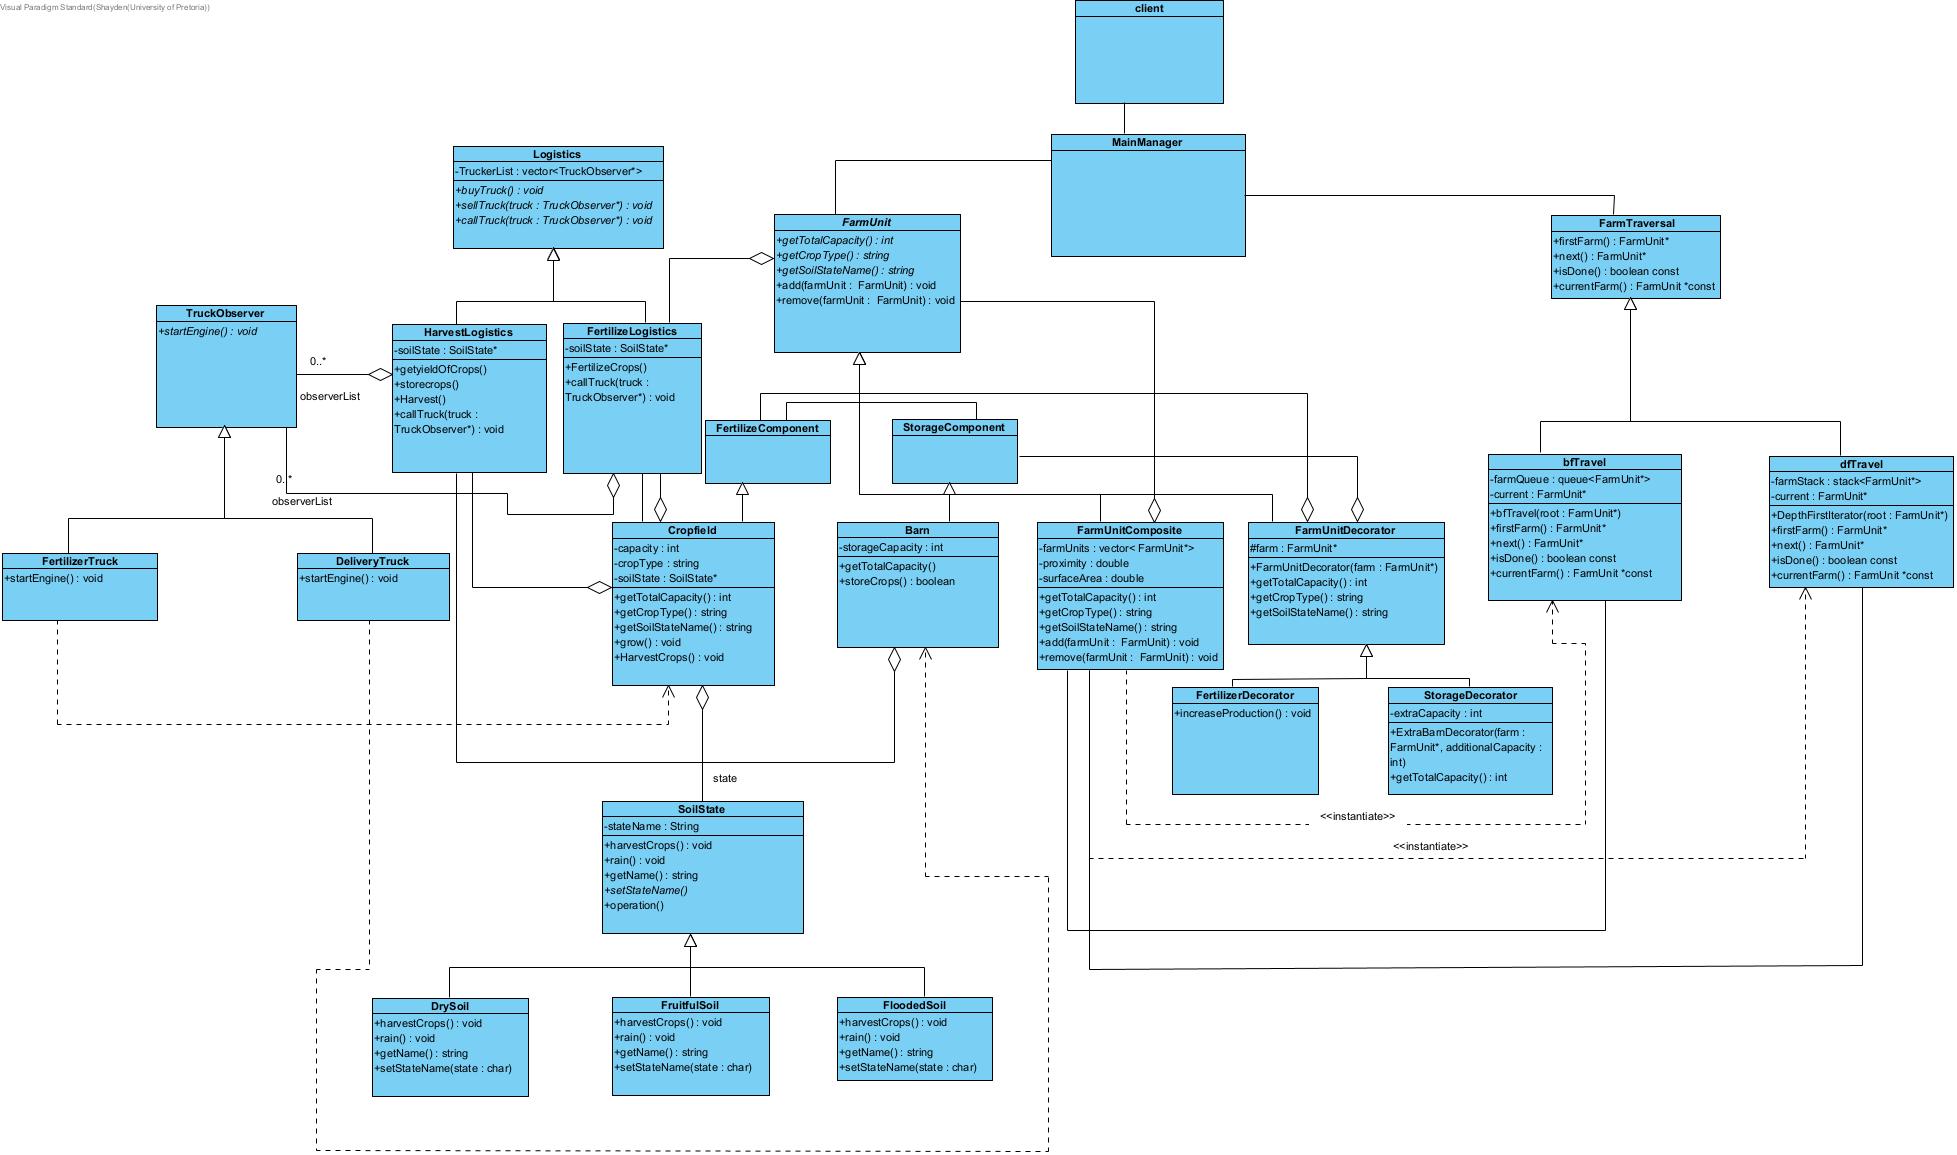 Visual Paradigm Standard(Shayden(University of Pretoria))
client
MainManager
Logistics
-TruckerList : vector<TruckObserver*>
+buyTruck() : void
+sellTruck(truck : TruckObserver*) : void
+callTruck(truck : TruckObserver*) : void
FarmUnit
+getTotalCapacity() : int
+getCropType() : string
+getSoilStateName() : string
+add(farmUnit : FarmUnit) : void
+remove(farmUnit : FarmUnit) : void
FarmTraversal
+firstFarm() : FarmUnit*
+next() : FarmUnit*
+isDone() : boolean const
+currentFarm() : FarmUnit *const
TruckObserver
+startEngine() : void
0..*
observerList
0..*
observerList
HarvestLogistics
-soilState : SoilState*
+getyieldOfCrops()
+storecrops()
+Harvest()
+callTruck(truck :
TruckObserver*) : void
FertilizeLogistics
-soilState : SoilState*
+FertilizeCrops()
+callTruck(truck :
TruckObserver*) : void
FertilizeComponent
StorageComponent
bfTravel
-farmQueue : queue<FarmUnit*>
-current : FarmUnit*
+bfTravel(root : FarmUnit*)
+firstFarm() : FarmUnit*
+next() : FarmUnit*
+isDone() : boolean const
+currentFarm() : FarmUnit *const
dfTravel
-farmStack : stack<FarmUnit*>
-current : FarmUnit*
+DepthFirstIterator(root : FarmUnit*)
+firstFarm() : FarmUnit*
+next() : FarmUnit*
+isDone() : boolean const
+currentFarm() : FarmUnit *const
FertilizerTruck
+startEngine() : void
DeliveryTruck
+startEngine() : void
Cropfield
-capacity : int
-cropType : string
-soilState : SoilState*
+getTotalCapacity() : int
+getCropType() : string
+getSoilStateName() : string
+grow() : void
+HarvestCrops() : void
Barn
-storageCapacity : int
+getTotalCapacity()
+storeCrops() : boolean
FarmUnitComposite
-farmUnits : vector< FarmUnit*>
-proximity : double
-surfaceArea : double
+getTotalCapacity() : int
+getCropType() : string
+getSoilStateName() : string
+add(farmUnit : FarmUnit) : void
+remove(farmUnit : FarmUnit) : void
FarmUnitDecorator
#farm : FarmUnit*
+FarmUnitDecorator(farm : FarmUnit*)
+getTotalCapacity() : int
+getCropType() : string
+getSoilStateName() : string
FertilizerDecorator
+increaseProduction() : void
StorageDecorator
-extraCapacity : int
+ExtraBarnDecorator(farm :
FarmUnit*, additionalCapacity :
int)
+getTotalCapacity() : int
state
<<instantiate>>
<<instantiate>>
SoilState
-stateName : String
+harvestCrops() : void
+rain() : void
+getName() : string
+setStateName()
+operation()
DrySoil
+harvestCrops() : void
+rain() : void
+getName() : string
+setStateName(state : char)
FruitfulSoil
+harvestCrops() : void
+rain() : void
+getName() : string
+setStateName(state : char)
FloodedSoil
+harvestCrops() : void
+rain() : void
+getName() : string
+setStateName(state : char)